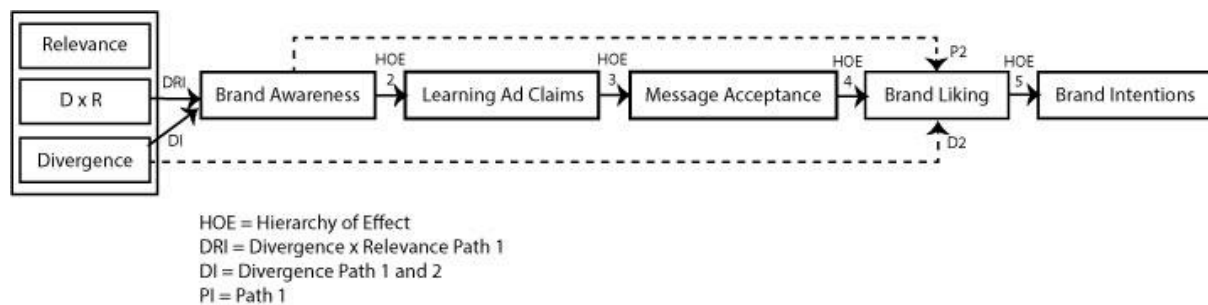 Relevance
D x R
Divergence
DRI
DI
Brand Awareness
HOE
2
Learning Ad Claims
HOE
3
Message Acceptance
HOE
4
P2
Brand Liking
D2
HOE
5
Brand Intentions
HOE = Hierarchy of Effect
DRI = Divergence x Relevance Path 1
DI = Divergence Path 1 and 2
PI = Path 1